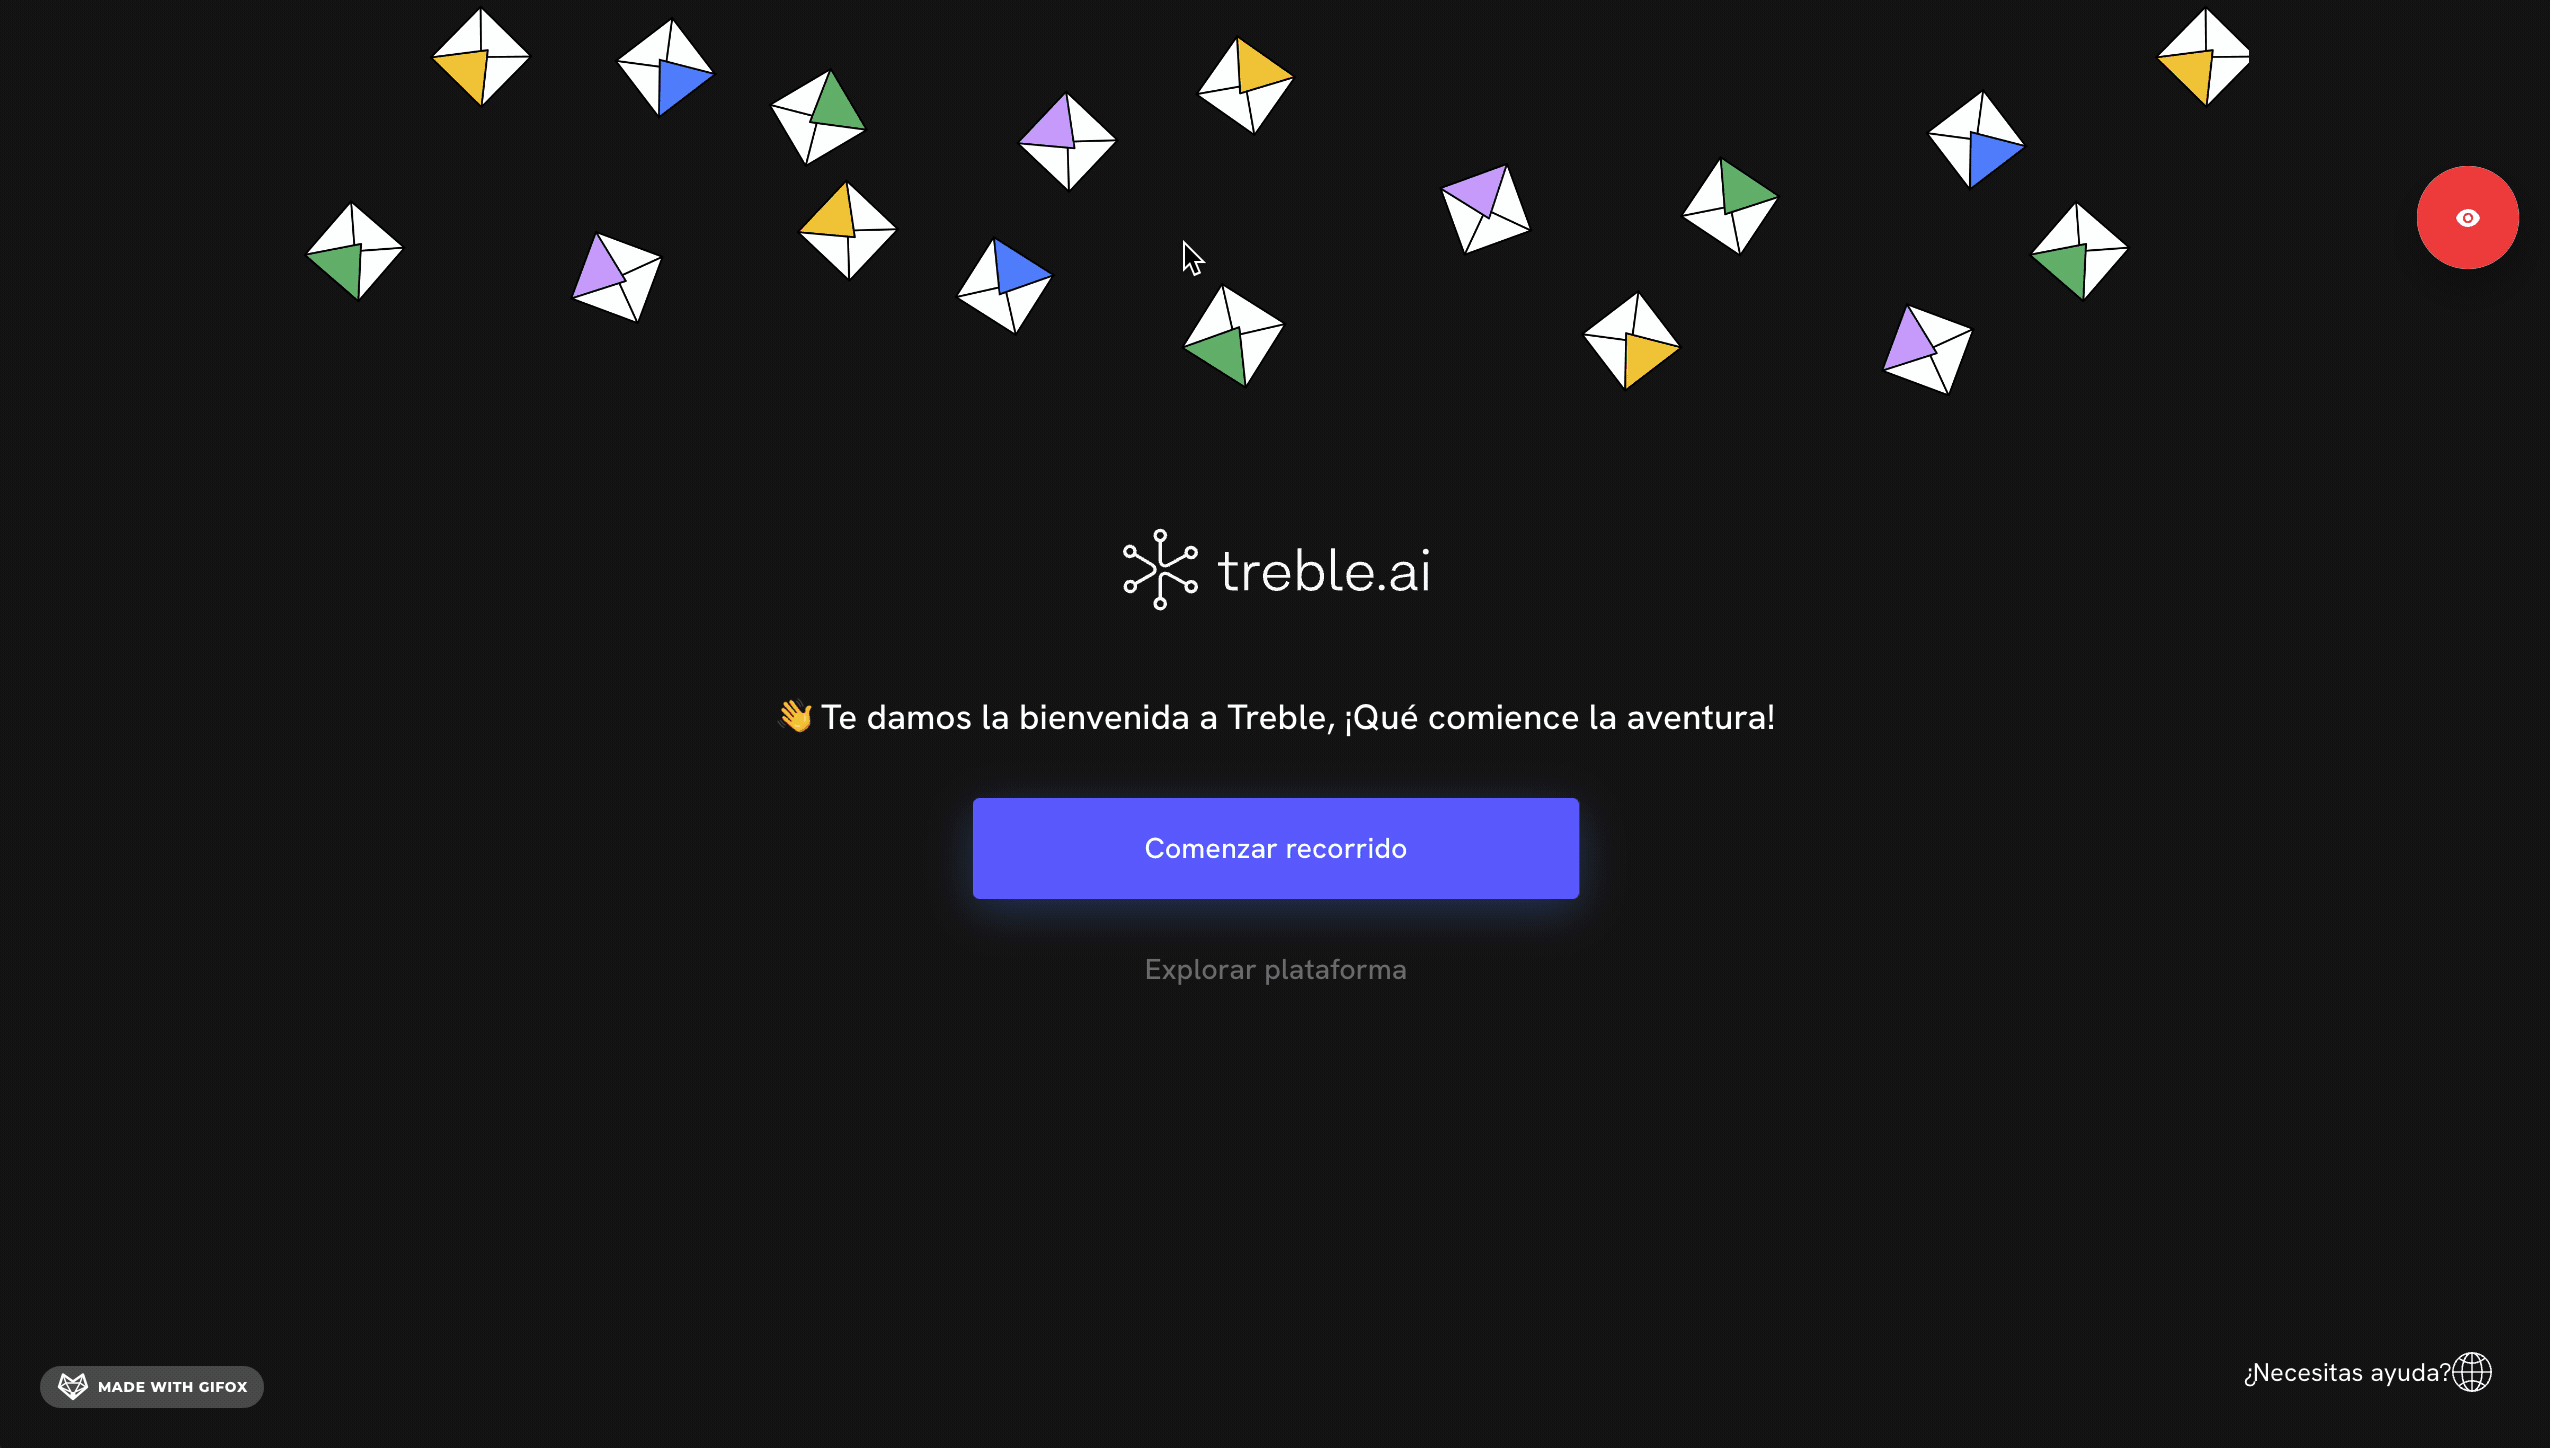 treble.ai
👋 Te damos la bienvenida a Treble, ¡Qué comience la aventura!
Comenzar recorrido
Explorar plataforma
MADE WITH GIFOX
¿Necesitas ayuda?